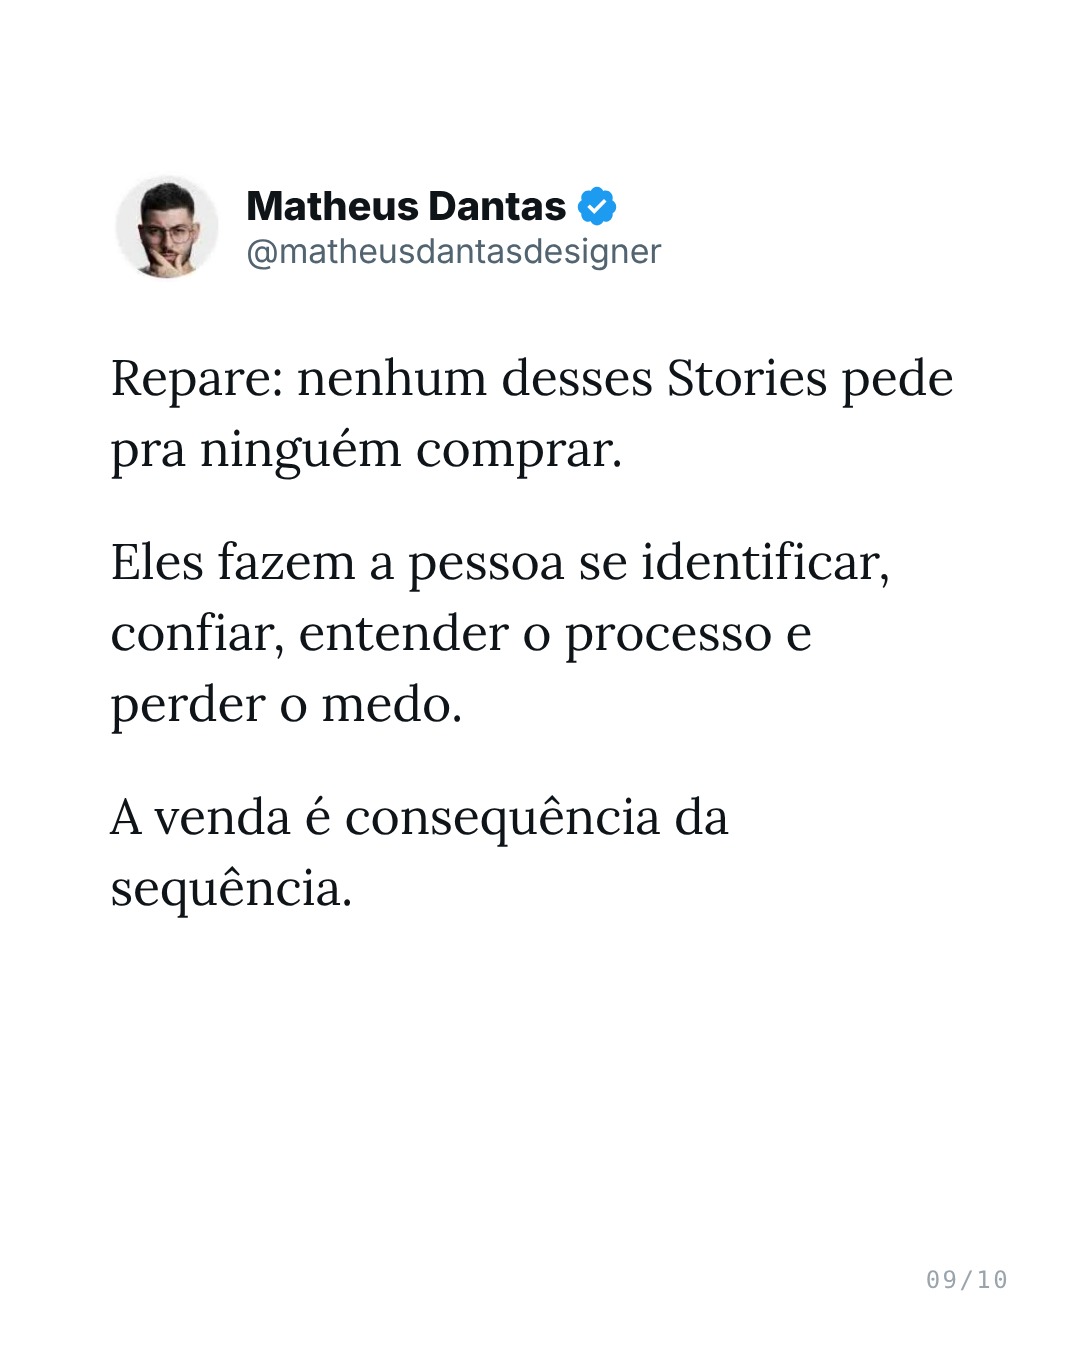 Matheus Dantas
@matheusdantasdesigner
Repare: nenhum desses Stories pede
pra ninguém comprar.
Eles fazem a pessoa se identificar,
confiar, entender o processo e
perder o medo.
A venda é consequência da
sequência.
09/10